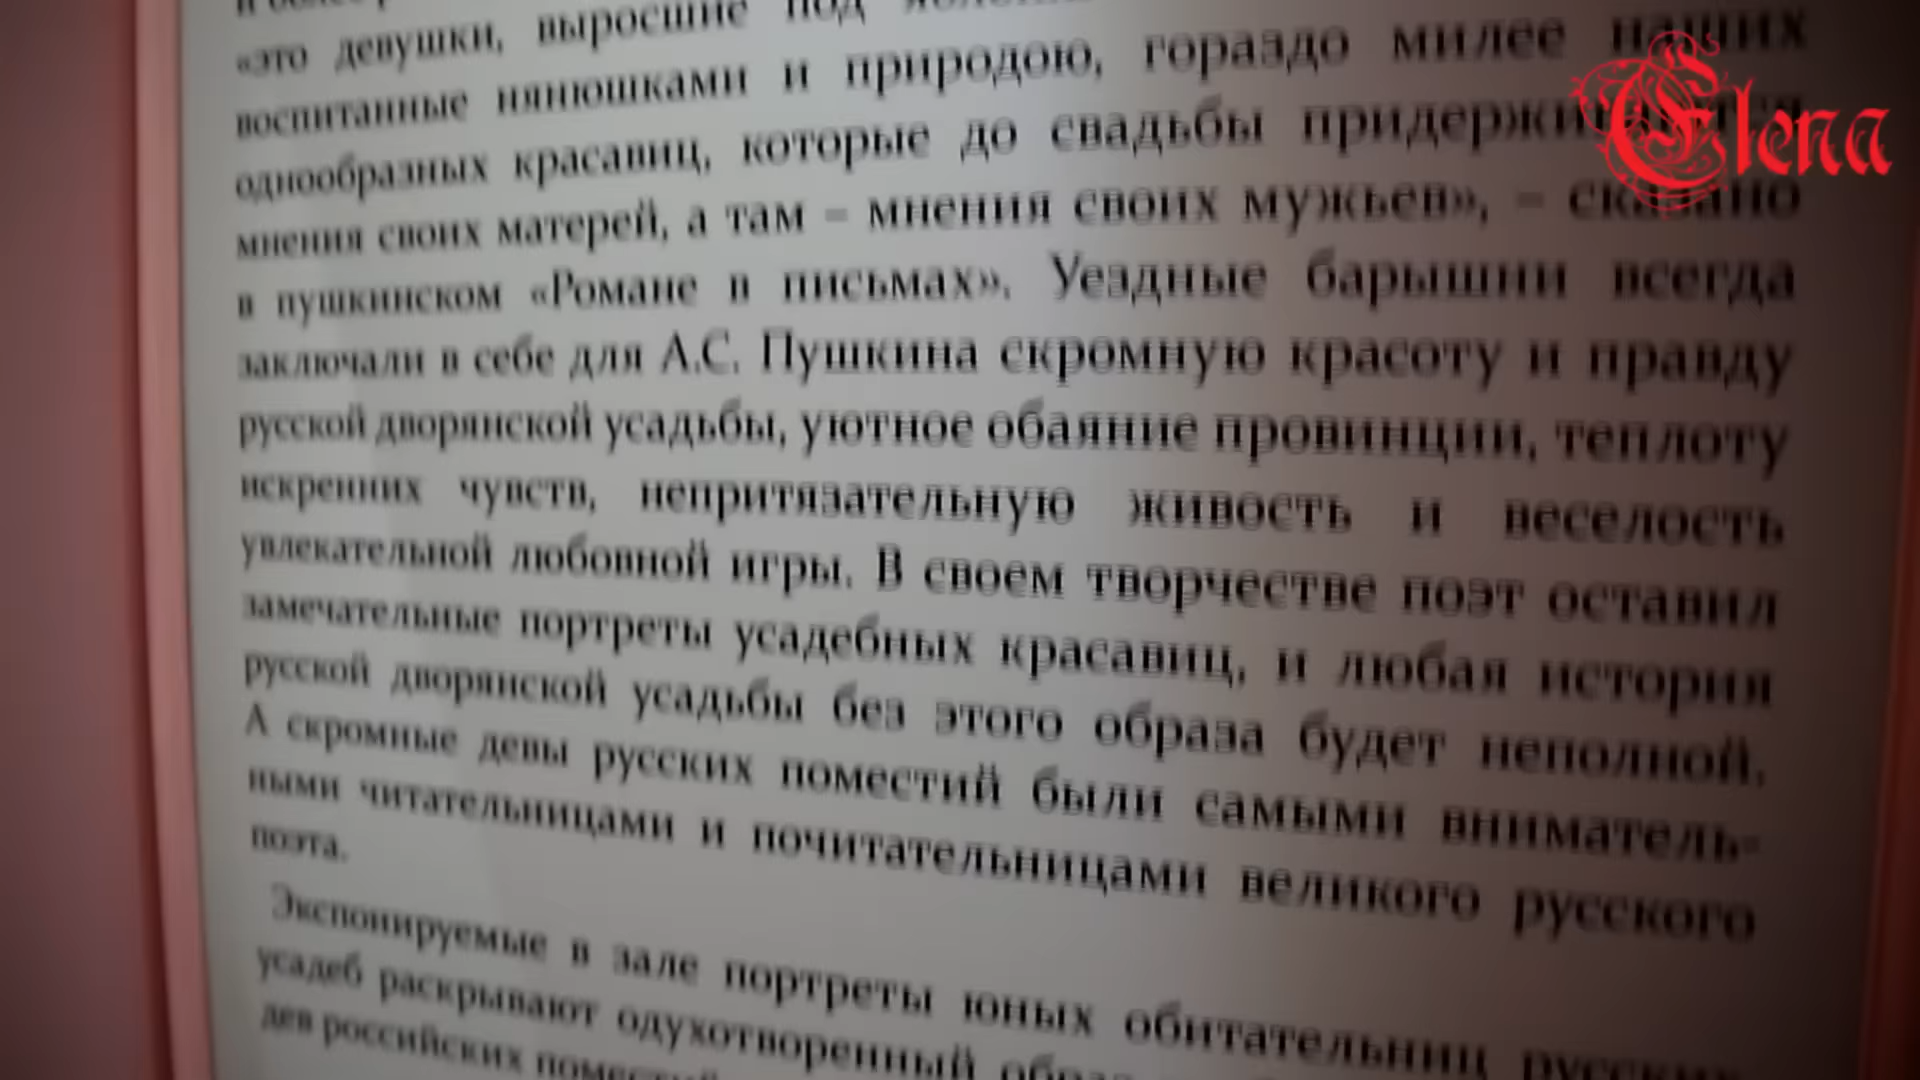 «это девушки, выросшие под
воспитанные нянюшками и природою, гораздо милее наших
однообразных красавиц, которые до свадьбы
мнения своих матерей, а там – мнения своих мужьев», – сказано
в пушкинском «Романе в письмах». Уездные барышни всегда
заключали в себе для А.С. Пушкина скромную красоту и правду
русской дворянской усадьбы, уютное обаяние провинции, теплоту
искренних чувств, непритязательную живость и веселость
увлекательной любовной игры. В своем творчестве поэт оставил
замечательные портреты усадебных красавиц, и любая история
русской дворянской усадьбы без этого образа будет неполной.
А скромные девы русских поместий были самыми вниматель-
ными читательницами и почитательницами великого русского
поэта.
Экспонируемые в зале портреты юных обитательниц
усадеб раскрывают одухотворенный
дев российских
Elena